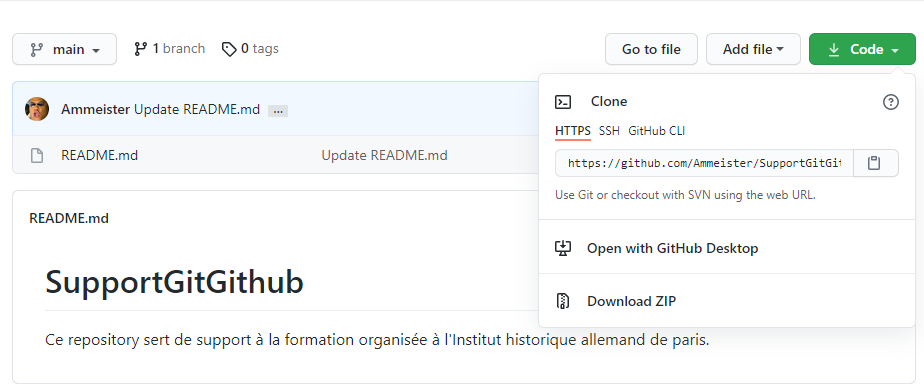 main 1 branch 0 tags Go to file Add file Code
Ammeister Update README.md ...
README.md Update README.md
Clone
HTTPS SSH GitHub CLI
https://github.com/Ammeister/SupportGitGit
Use Git or checkout with SVN using the web URL.
Open with GitHub Desktop
Download ZIP
README.md
SupportGitGithub
Ce repository sert de support à la formation organisée à l'Institut historique allemand de paris.